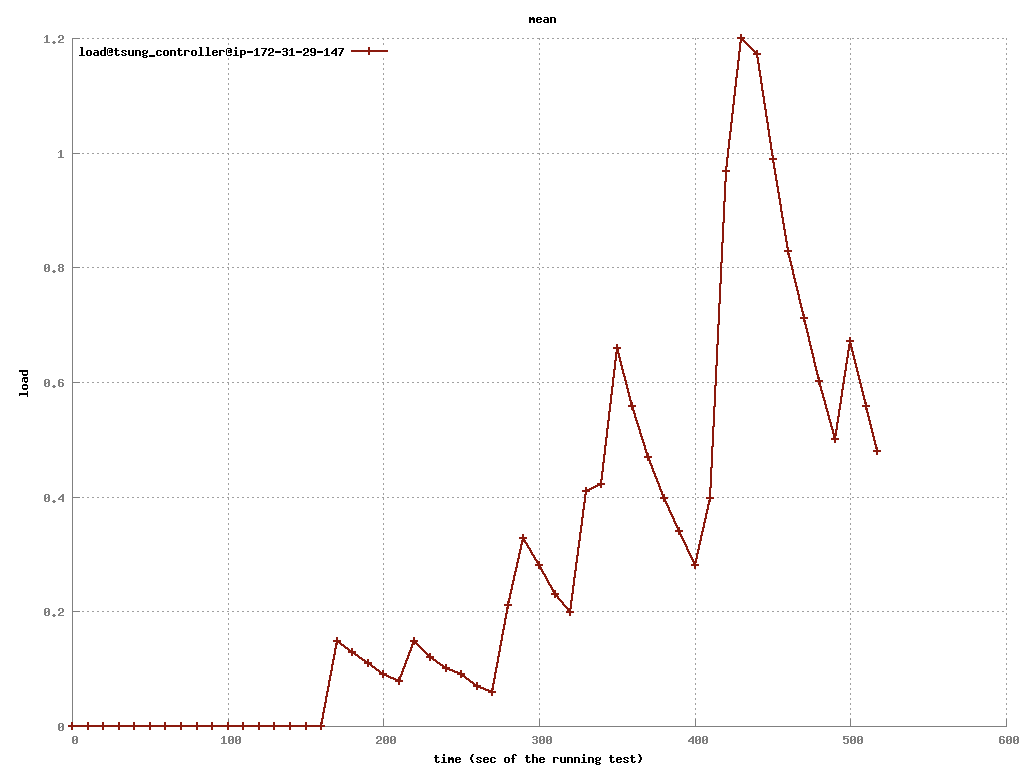 mean
load@tsung_controller@ip-172-31-29-147
1.2
1
0.8
0.6
0.4
0.2
0
load
0 100 200 300 400 500 600
time (sec of the running test)